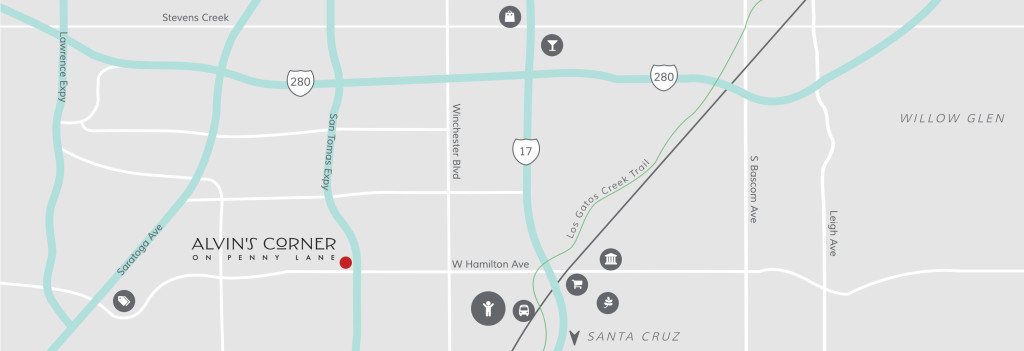 Stevens Creek
Lawrence Expy
280
280
WILLOW GLEN
Winchester Blvd
San Tomas Expy
17
Los Gatos Creek Trail
S Bascom Ave
Leigh Ave
Saratoga Ave
ALVIN'S CORNER
ON PENNY LANE
W Hamilton Ave
SANTA CRUZ